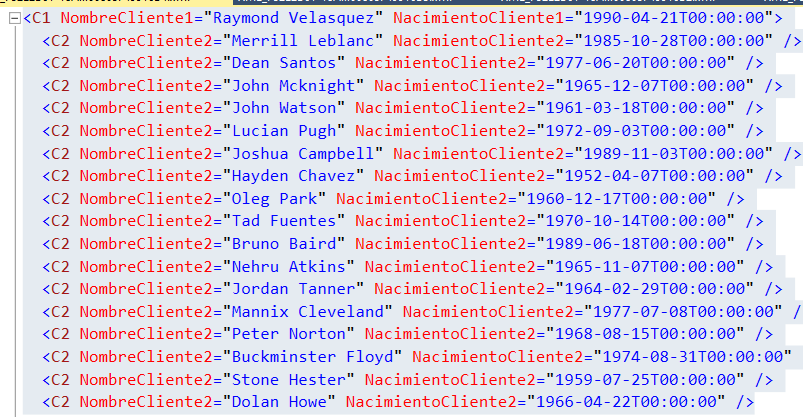 <C1 NombreCliente1="Raymond Velasquez" NacimientoCliente1="1990-04-21T00:00:00">
<C2 NombreCliente2="Merrill Leblanc" NacimientoCliente2="1985-10-28T00:00:00" />
<C2 NombreCliente2="Dean Santos" NacimientoCliente2="1977-06-20T00:00:00" />
<C2 NombreCliente2="John Mcknight" NacimientoCliente2="1965-12-07T00:00:00" />
<C2 NombreCliente2="John Watson" NacimientoCliente2="1961-03-18T00:00:00" />
<C2 NombreCliente2="Lucian Pugh" NacimientoCliente2="1972-09-03T00:00:00" />
<C2 NombreCliente2="Joshua Campbell" NacimientoCliente2="1989-11-03T00:00:00" />
<C2 NombreCliente2="Hayden Chavez" NacimientoCliente2="1952-04-07T00:00:00" />
<C2 NombreCliente2="Oleg Park" NacimientoCliente2="1960-12-17T00:00:00" />
<C2 NombreCliente2="Tad Fuentes" NacimientoCliente2="1970-10-14T00:00:00" />
<C2 NombreCliente2="Bruno Baird" NacimientoCliente2="1989-06-18T00:00:00" />
<C2 NombreCliente2="Nehru Atkins" NacimientoCliente2="1965-11-07T00:00:00" />
<C2 NombreCliente2="Jordan Tanner" NacimientoCliente2="1964-02-29T00:00:00" />
<C2 NombreCliente2="Mannix Cleveland" NacimientoCliente2="1977-07-08T00:00:00" /
<C2 NombreCliente2="Peter Norton" NacimientoCliente2="1968-08-15T00:00:00" />
<C2 NombreCliente2="Buckminster Floyd" NacimientoCliente2="1974-08-31T00:00:00"
<C2 NombreCliente2="Stone Hester" NacimientoCliente2="1959-07-25T00:00:00" />
<C2 NombreCliente2="Dolan Howe" NacimientoCliente2="1966-04-22T00:00:00" />